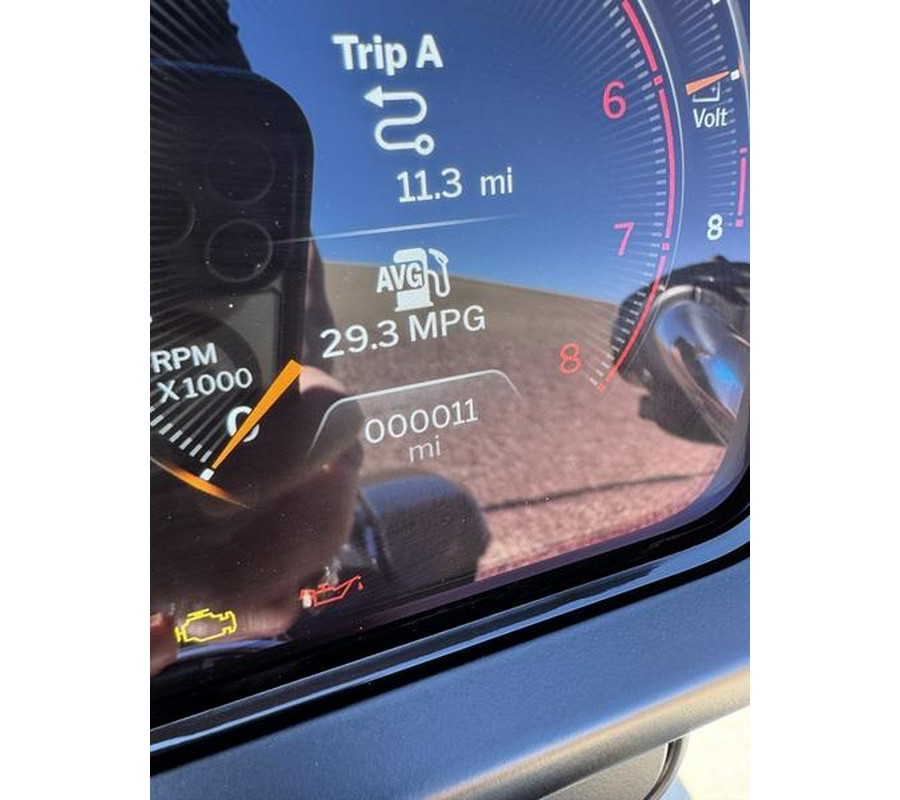 Trip A
6
Volt
11.3 mi
7
8
AVG
29.3 MPG
8
RPM
X1000
0
000011
mi